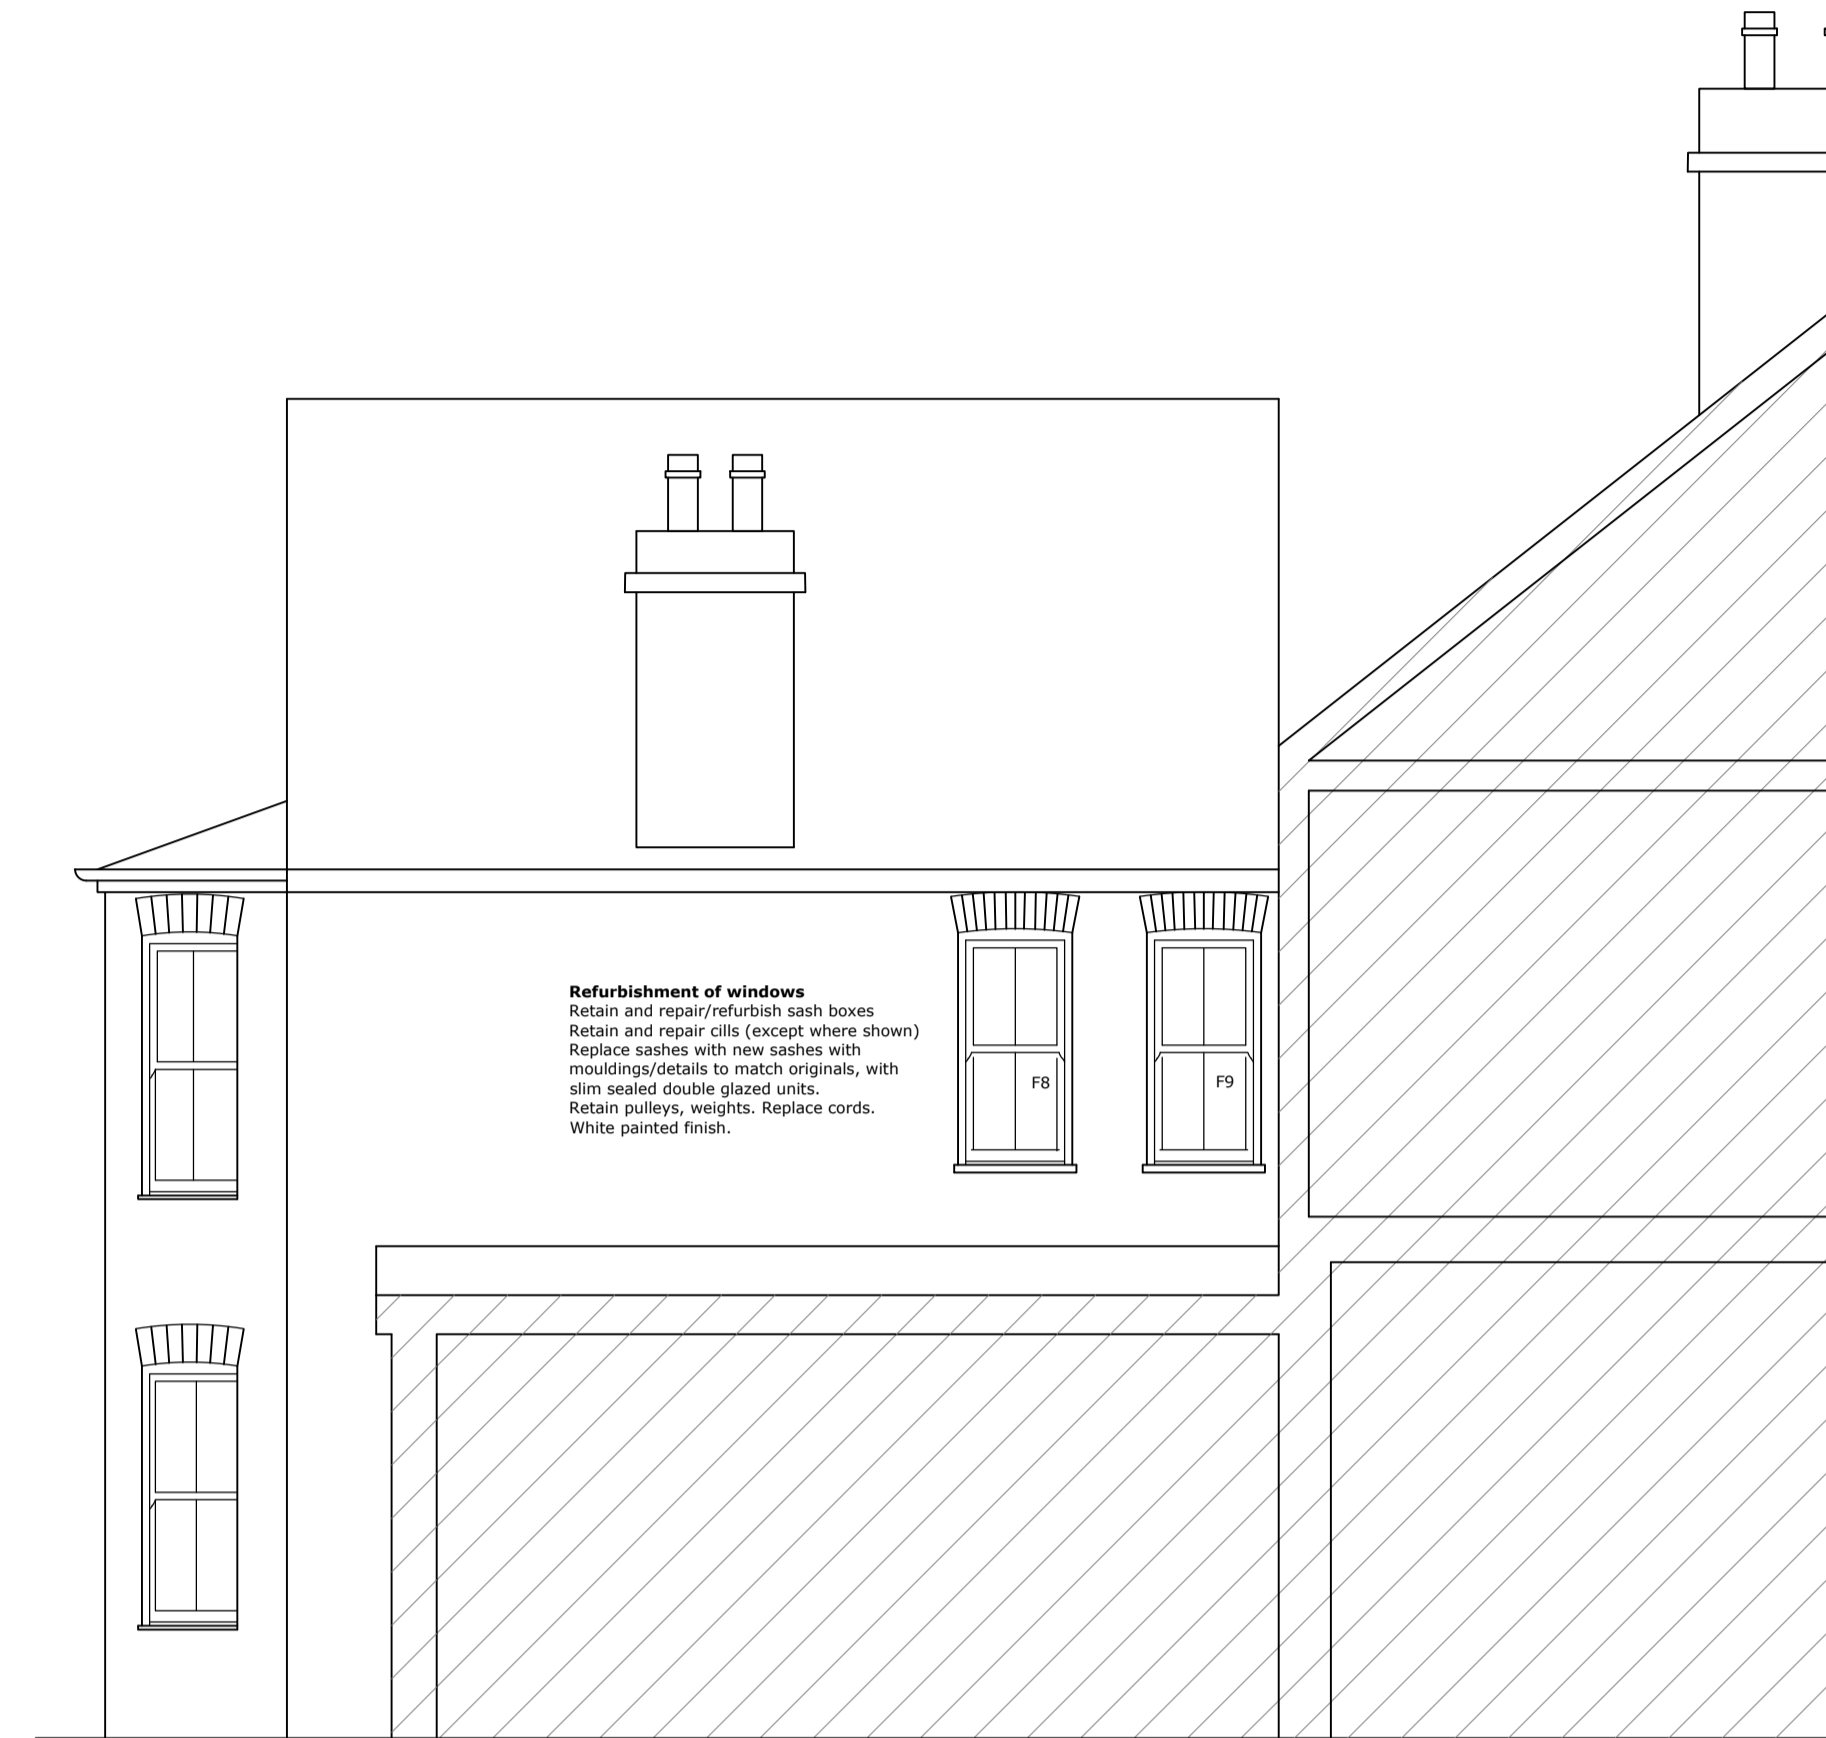 Refurbishment of windows
Retain and repair/refurbish sash boxes
Retain and repair cills (except where shown)
Replace sashes with new sashes with
mouldings/details to match originals, with
slim sealed double glazed units.
Retain pulleys, weights. Replace cords.
White painted finish.
F8
F9